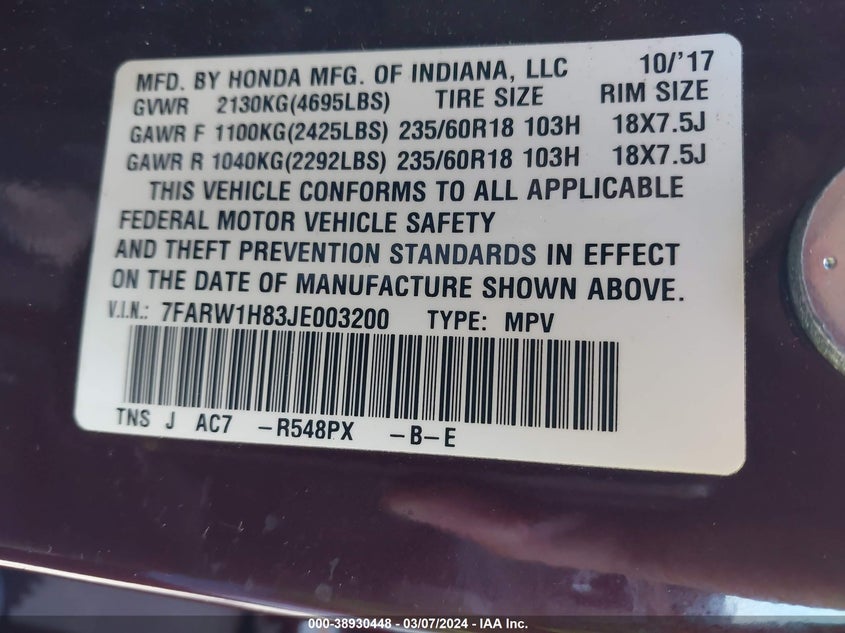 MFD. BY HONDA MFG. OF INDIANA, LLC 10/'17
GVWR 2130KG(4695LBS) TIRE SIZE RIM SIZE
GAWR F 1100KG(2425LBS) 235/60R18 103H 18X7.5J
GAWR R 1040KG(2292LBS) 235/60R18 103H 18X7.5J
THIS VEHICLE CONFORMS TO ALL APPLICABLE
FEDERAL MOTOR VEHICLE SAFETY
AND THEFT PREVENTION STANDARDS IN EFFECT
ON THE DATE OF MANUFACTURE SHOWN ABOVE.
V.I.N.: 7FARW1H83JE003200 TYPE: MPV
TNS J AC7 -R548PX -B-E
000-38930448 - 03/07/2024 - IAA Inc.